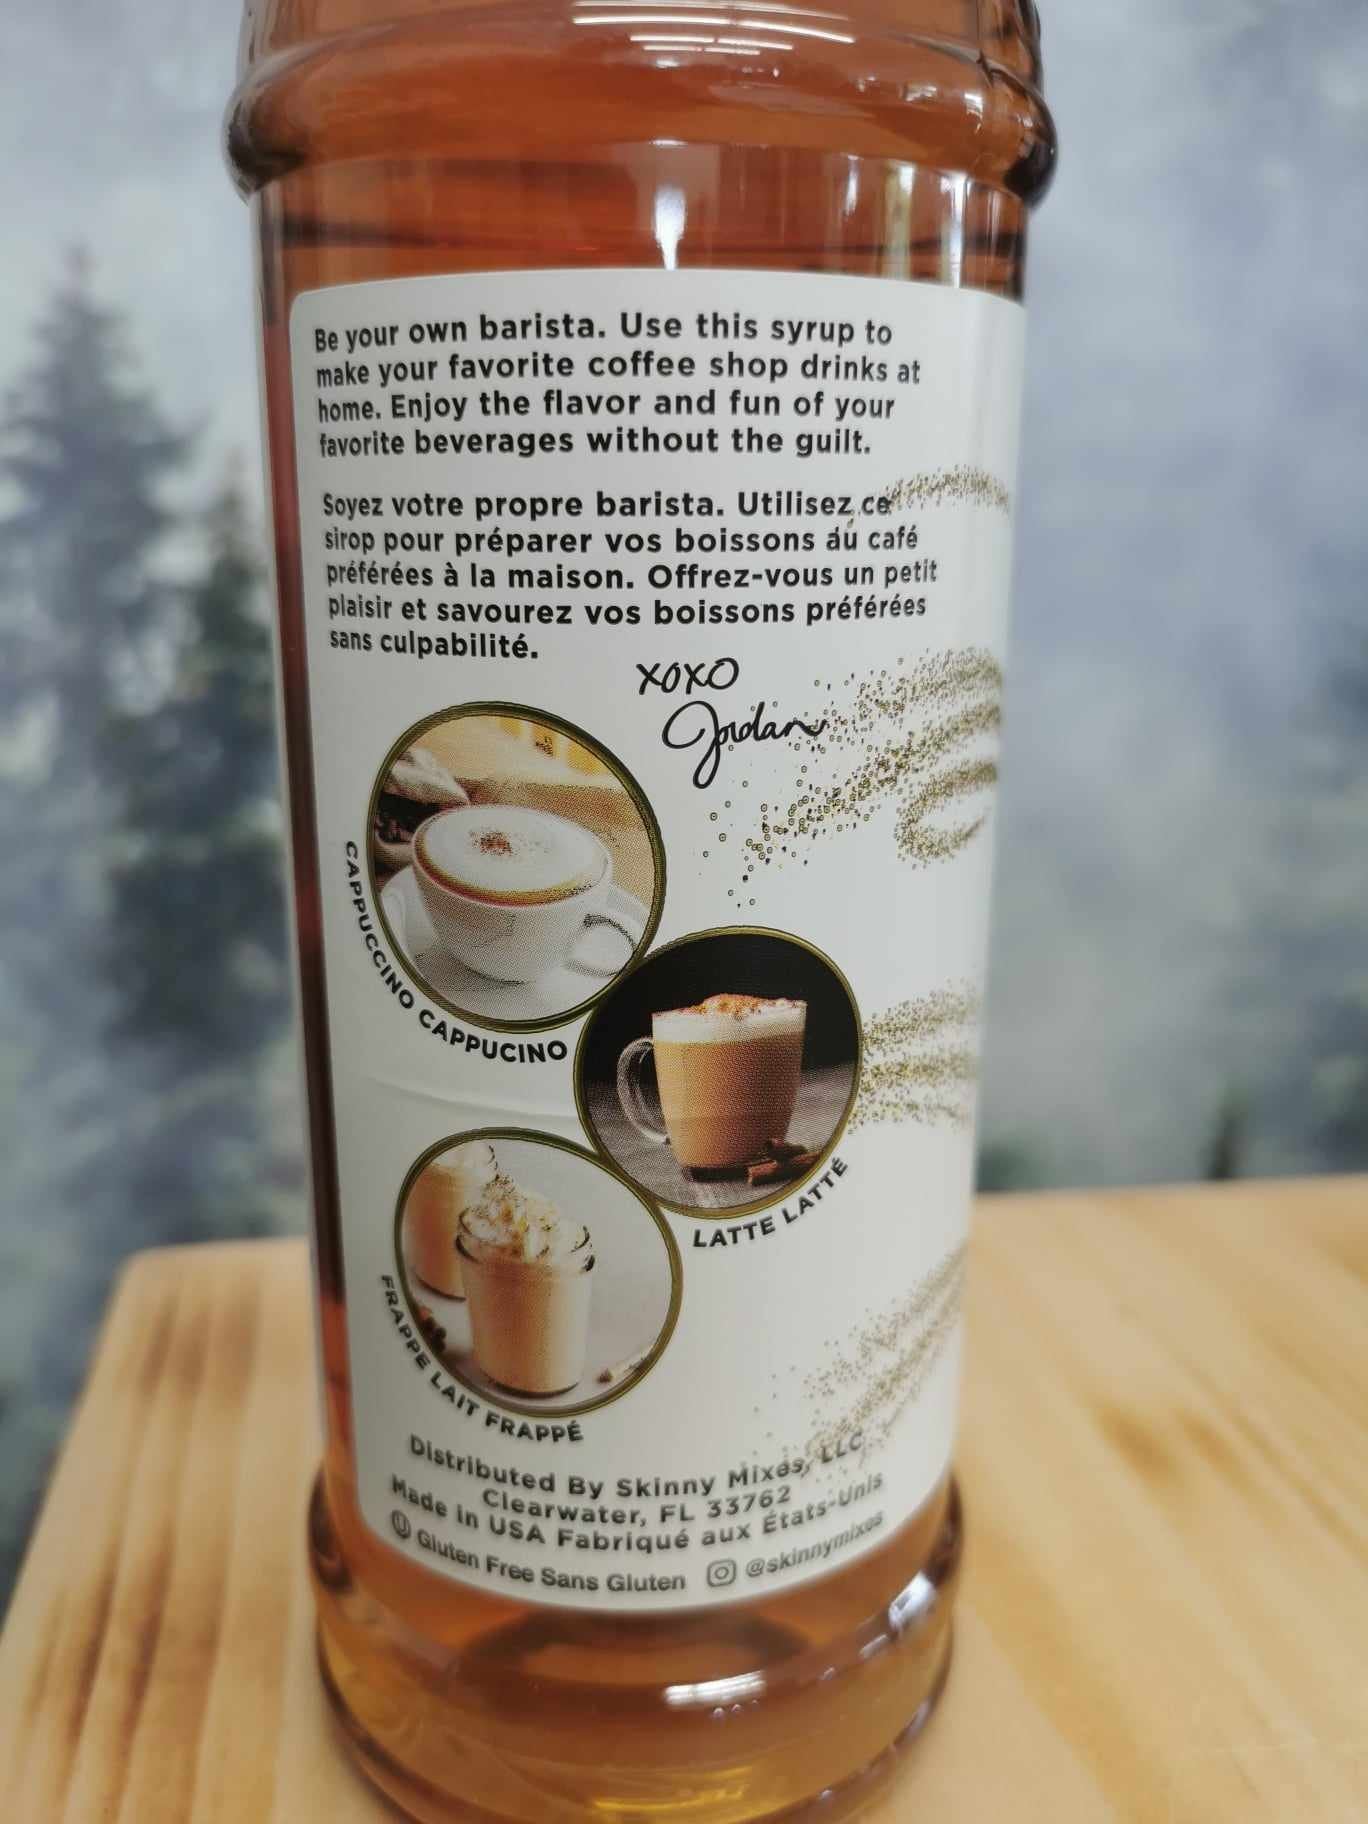 Be your own barista. Use this syrup to
make your favorite coffee shop drinks at
home. Enjoy the flavor and fun of your
favorite beverages without the guilt.
Soyez votre propre barista. Utilisez ce
sirop pour préparer vos boissons au café
préférées à la maison. Offrez-vous un petit
plaisir et savourez vos boissons préférées
sans culpabilité.
XOXO
Jordan
CAPPUCCINO CAPPUCINO
LATTE LATTÉ
FRAPPE LAIT FRAPPÉ
Distributed By Skinny Mixes, LLC
Clearwater, FL 33762
Made in USA Fabriqué aux États-Unis
U Gluten Free Sans Gluten @skinnymixes